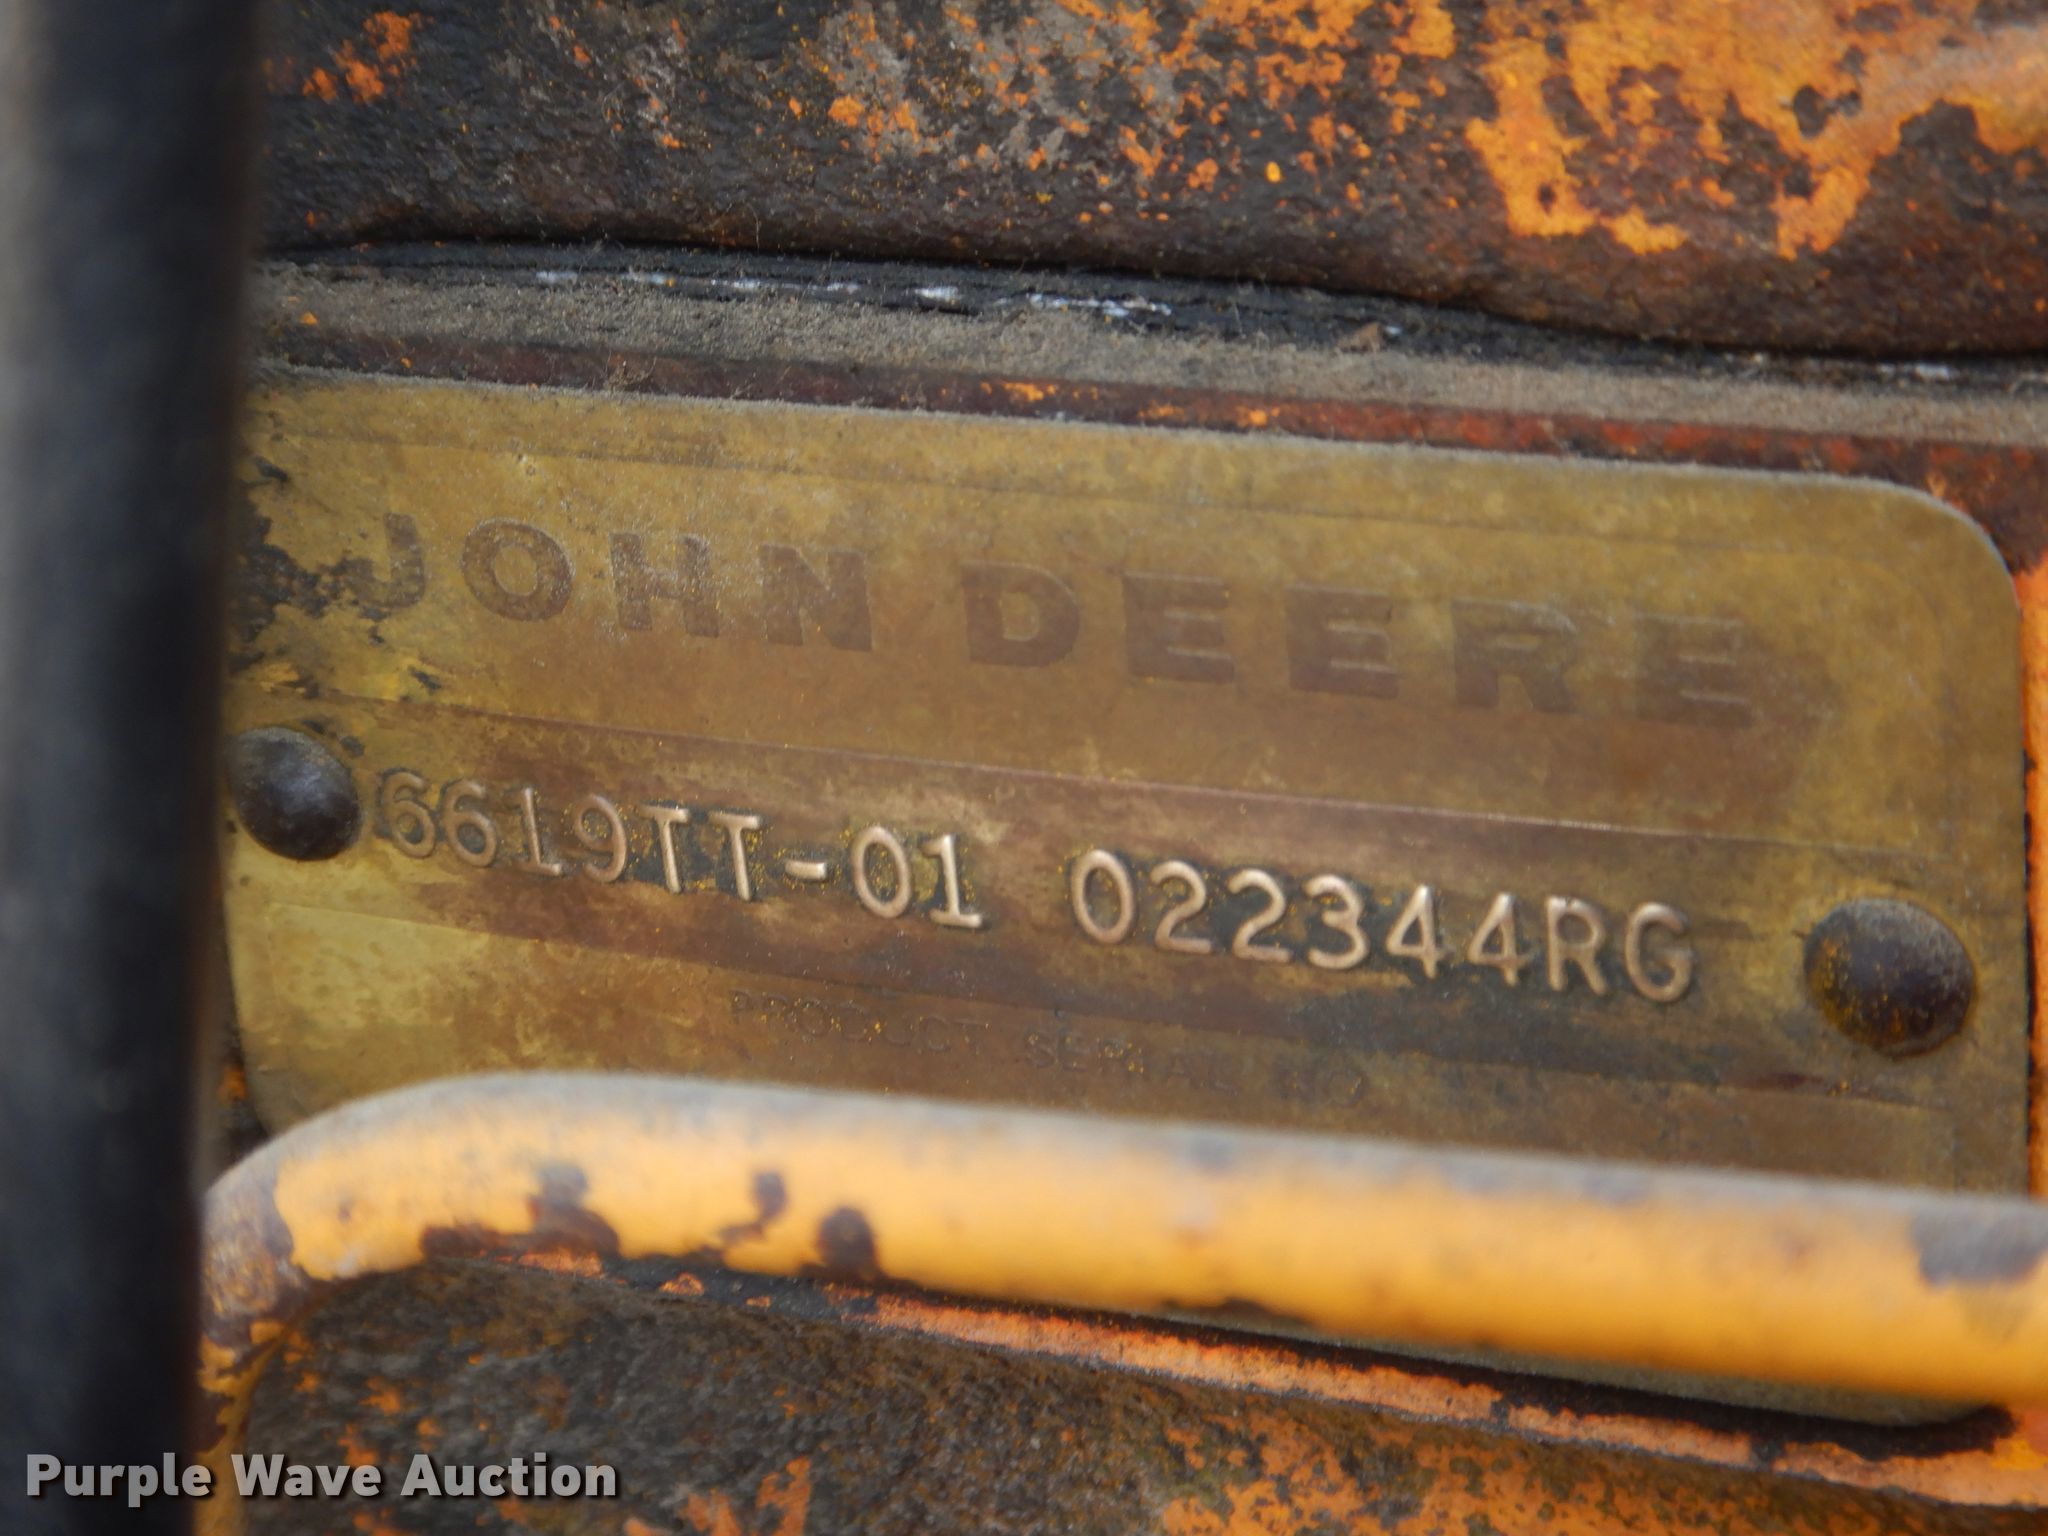 JOHN DEERE
6619TT-01 022344RG
PRODUCT SERIAL NO
Purple Wave Auction